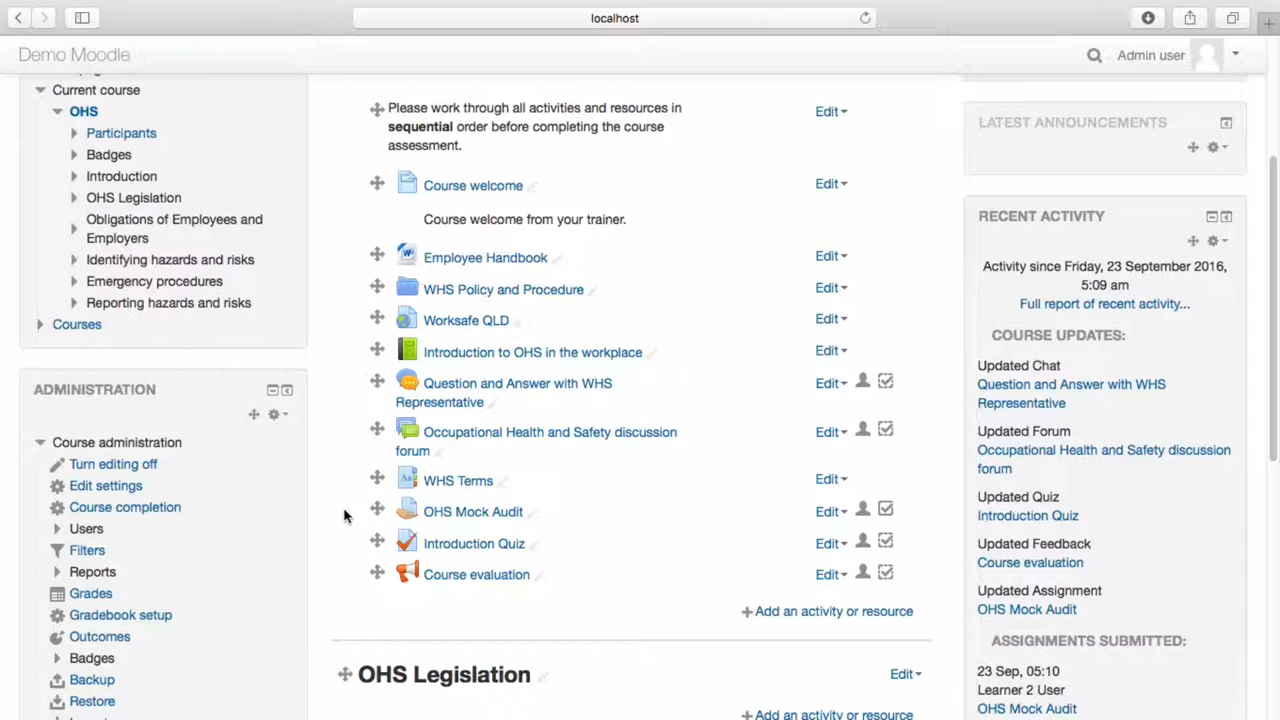 localhost
Demo Moodle
Admin user
Current course
OHS
Participants
Badges
Introduction
OHS Legislation
Obligations of Employees and
Employers
Identifying hazards and risks
Emergency procedures
Reporting hazards and risks
Courses
ADMINISTRATION
Course administration
Turn editing off
Edit settings
Course completion
Users
Filters
Reports
Grades
Gradebook setup
Outcomes
Badges
Backup
Restore
Please work through all activities and resources in
sequential order before completing the course
assessment.
Edit
Course welcome
Edit
Course welcome from your trainer.
Employee Handbook
Edit
WHS Policy and Procedure
Edit
Worksafe QLD
Edit
Introduction to OHS in the workplace
Edit
Question and Answer with WHS
Representative
Edit
Occupational Health and Safety discussion
forum
Edit
WHS Terms
Edit
OHS Mock Audit
Edit
Introduction Quiz
Edit
Course evaluation
Edit
Add an activity or resource
OHS Legislation
Edit
Add an activity or resource
LATEST ANNOUNCEMENTS
RECENT ACTIVITY
Activity since Friday, 23 September 2016,
5:09 am
Full report of recent activity...
COURSE UPDATES:
Updated Chat
Question and Answer with WHS
Representative
Updated Forum
Occupational Health and Safety discussion
forum
Updated Quiz
Introduction Quiz
Updated Feedback
Course evaluation
Updated Assignment
OHS Mock Audit
ASSIGNMENTS SUBMITTED:
23 Sep, 05:10
Learner 2 User
OHS Mock Audit